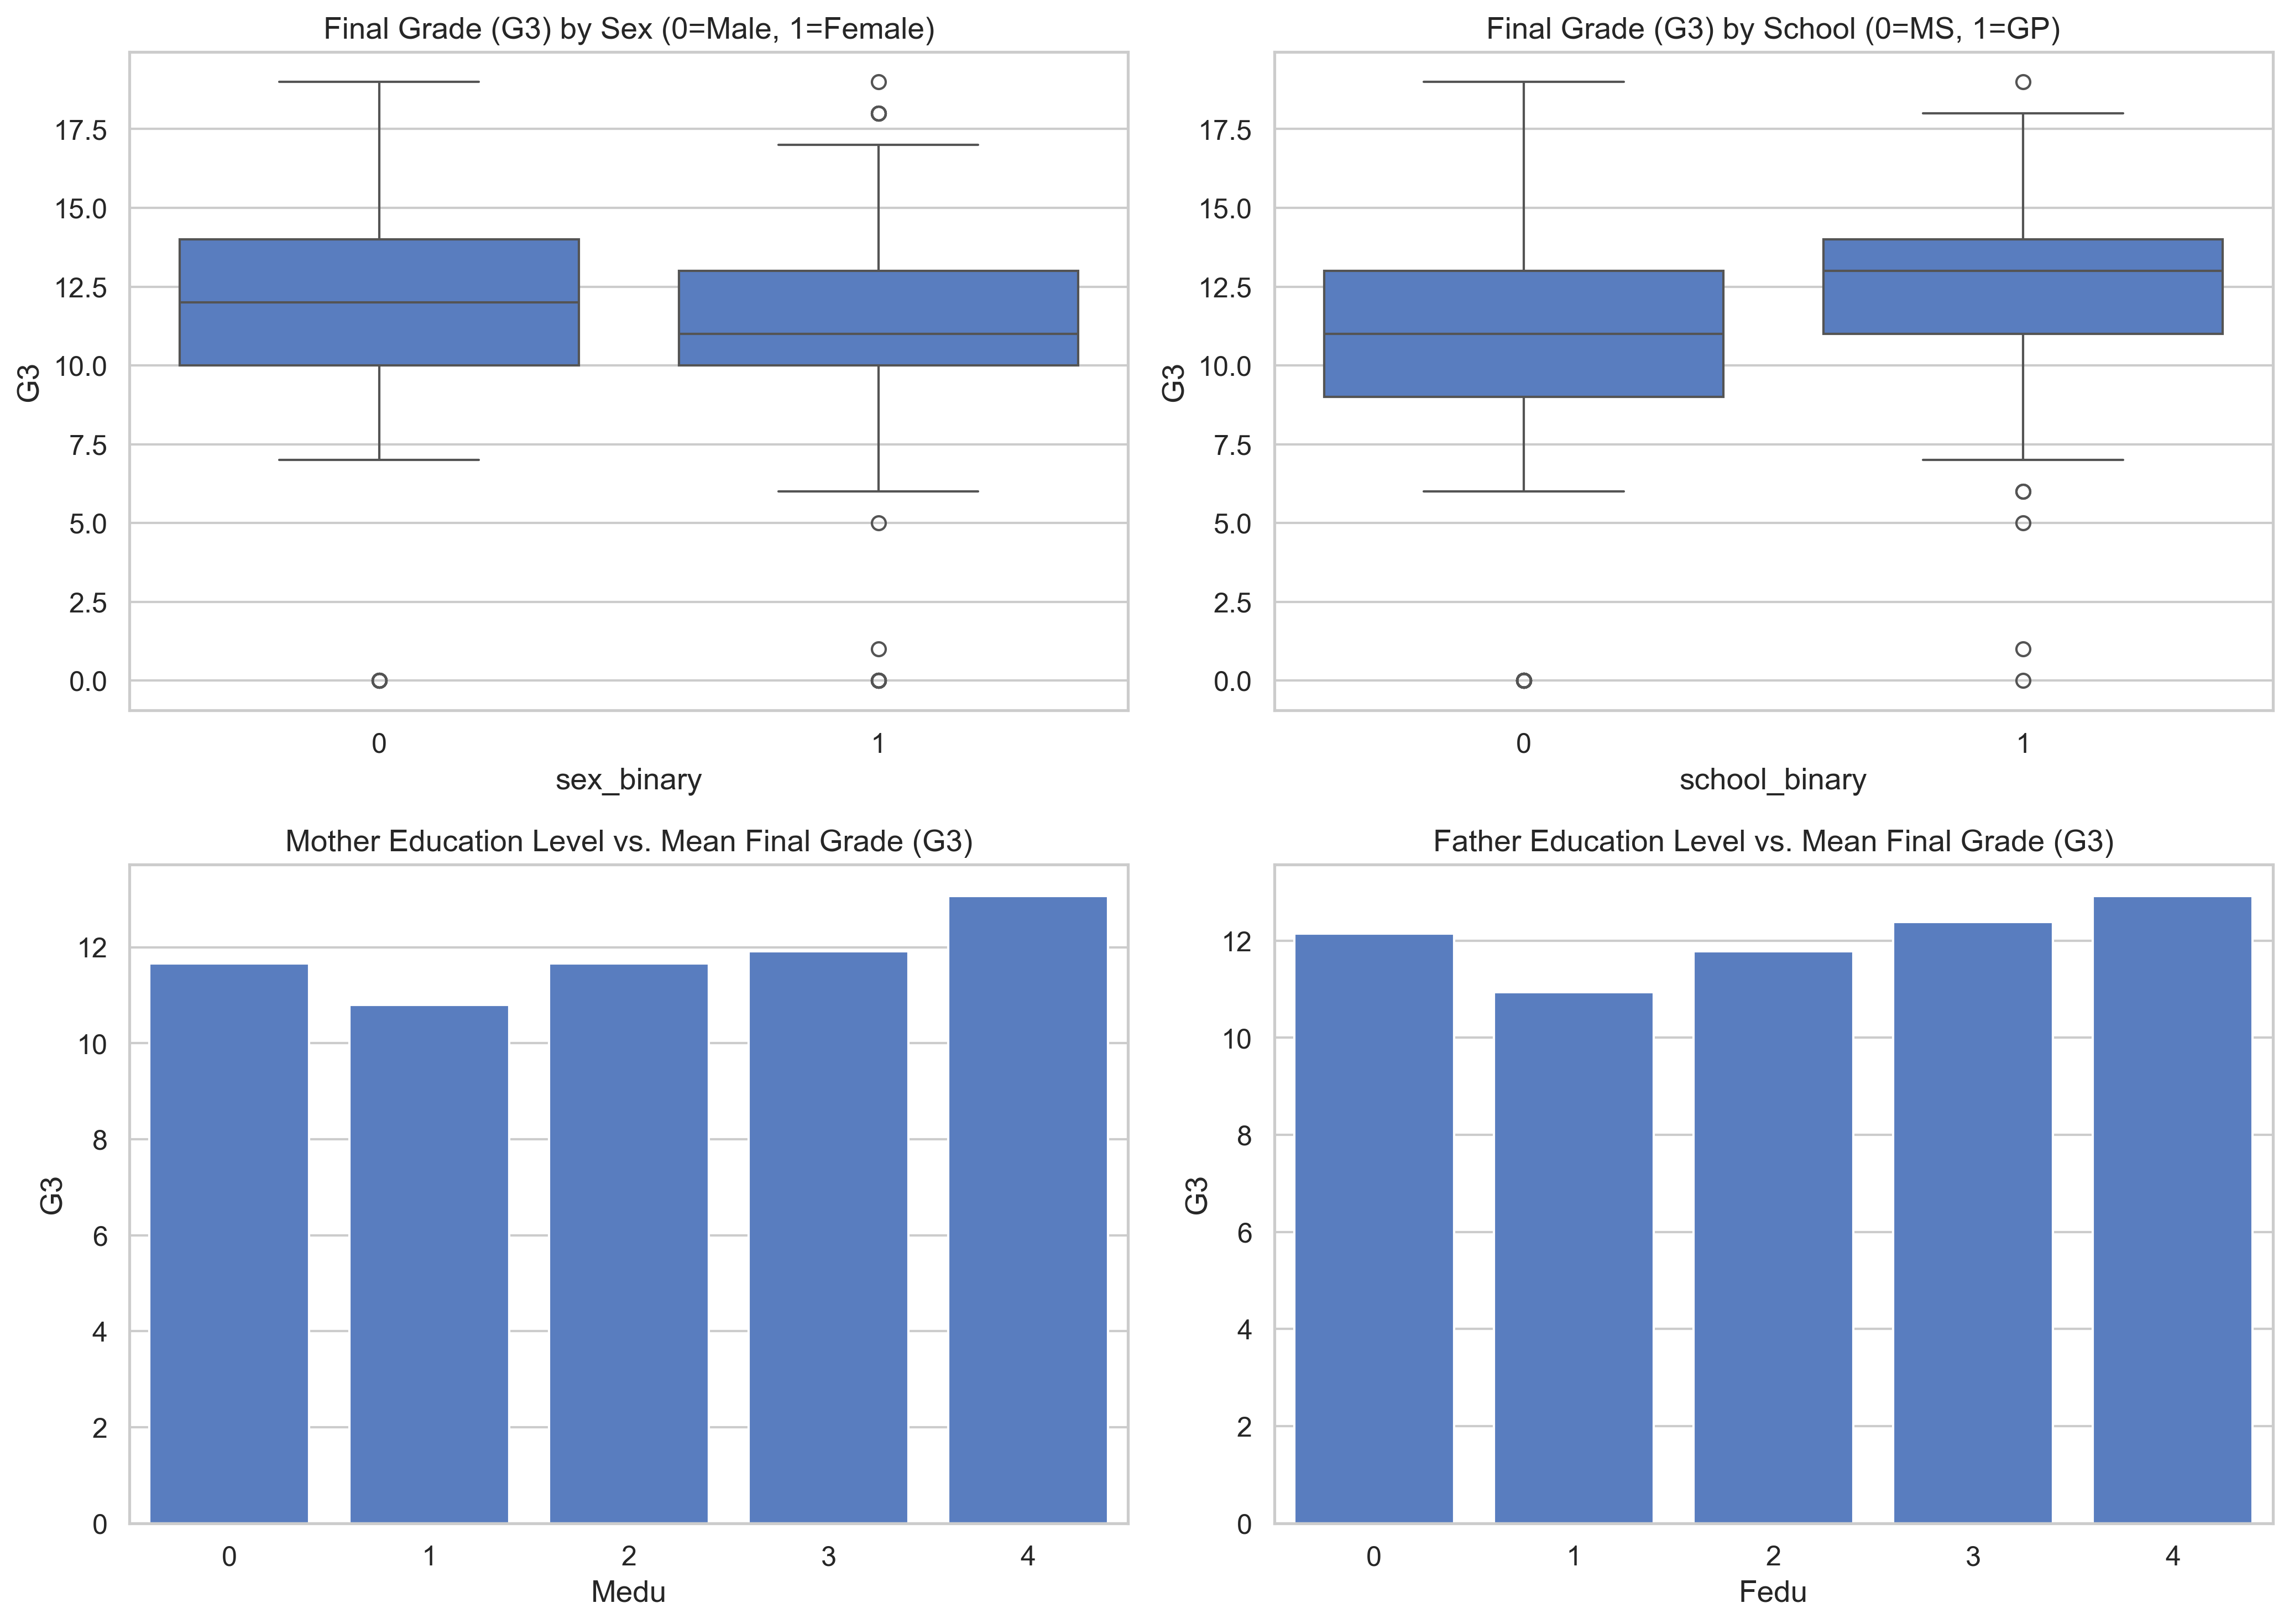 Final Grade (G3) by Sex (0=Male, 1=Female)
G3
17.5
15.0
12.5
10.0
7.5
5.0
2.5
0.0
0 1
sex_binary
Final Grade (G3) by School (0=MS, 1=GP)
G3
17.5
15.0
12.5
10.0
7.5
5.0
2.5
0.0
0 1
school_binary
Mother Education Level vs. Mean Final Grade (G3)
G3
12
10
8
6
4
2
0
0 1 2 3 4
Medu
Father Education Level vs. Mean Final Grade (G3)
G3
12
10
8
6
4
2
0
0 1 2 3 4
Fedu